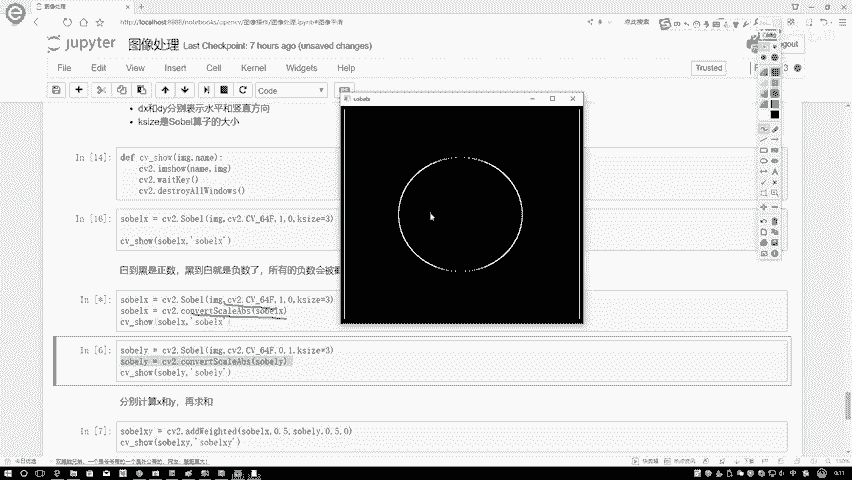 图像处理
http://localhost:8888/notebooks/opencv/图像操作/图像处理.ipynb#图像平滑
点此搜索
jupyter 图像处理 Last Checkpoint: 7 hours ago (unsaved changes)
Logout
File Edit View Insert Cell Kernel Widgets Help
Trusted
Code
dx和dy分别表示水平和竖直方向
ksize是Sobel算子的大小
sobelx
In [14]: def cv_show(img,name):
cv2.imshow(name,img)
cv2.waitKey()
cv2.destroyAllWindows()
In [16]: sobelx = cv2.Sobel(img,cv2.CV_64F,1,0,ksize=3)
cv_show(sobelx,'sobelx')
白到黑是正数，黑到白就是负数了，所有的负数会被
In [*]: sobelx = cv2.Sobel(img,cv2.CV_64F,1,0,ksize=3)
sobelx = cv2.convertScaleAbs(sobelx)
cv_show(sobelx,'sobelx')
In [6]: sobely = cv2.Sobel(img,cv2.CV_64F,0,1,ksize=3)
sobely = cv2.convertScaleAbs(sobely)
cv_show(sobely,'sobely')
分别计算x和y，再求和
In [7]: sobelxy = cv2.addWeighted(sobelx,0.5,sobely,0.5,0)
cv_show(sobelxy,'sobelxy')
今日优选